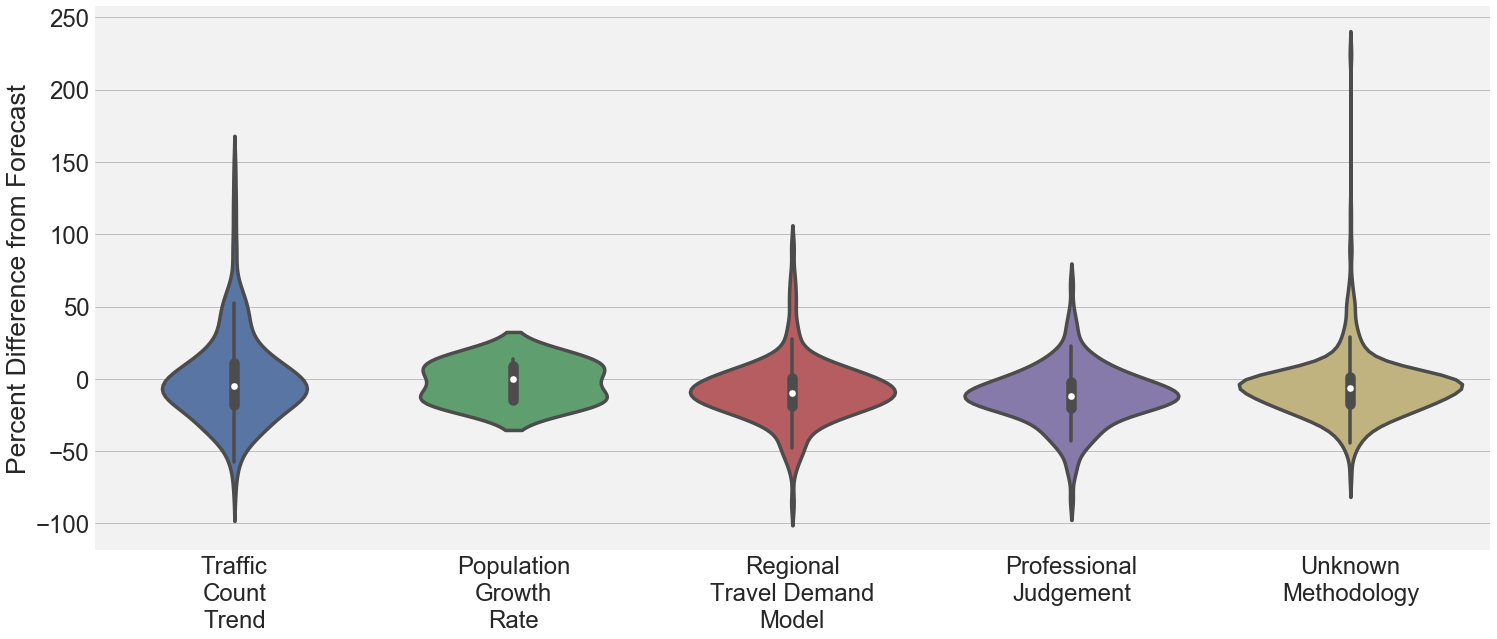 Percent Difference from Forecast
250
200
150
100
50
0
−50
−100
Traffic
Count
Trend
Population
Growth
Rate
Regional
Travel Demand
Model
Professional
Judgement
Unknown
Methodology